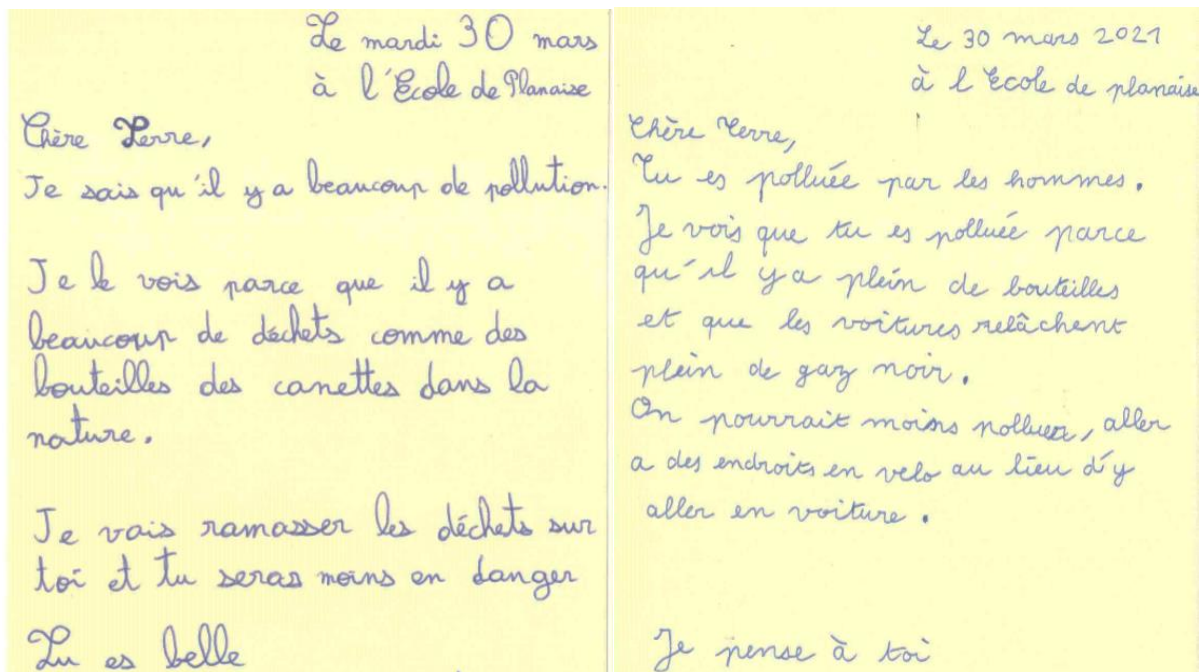 Le mardi 30 mars
à l'Ecole de Planaise
Chère Terre,
Je sais qu'il y a beaucoup de pollution.
Je le vois parce que il y a
beaucoup de déchets comme des
bouteilles des canettes dans la
nature.
Je vais ramasser les déchets sur
toi et tu seras moins en danger
Tu es belle
Le 30 mars 2021
à l'Ecole de planaise
Chère Terre,
Tu es polluée par les hommes.
Je vois que tu es polluée parce
qu'il y a plein de bouteilles
et que les voitures relâchent
plein de gaz noir.
On pourrait moins polluer, aller
a des endroits en velo au lieu d'y
aller en voiture.
Je pense à toi